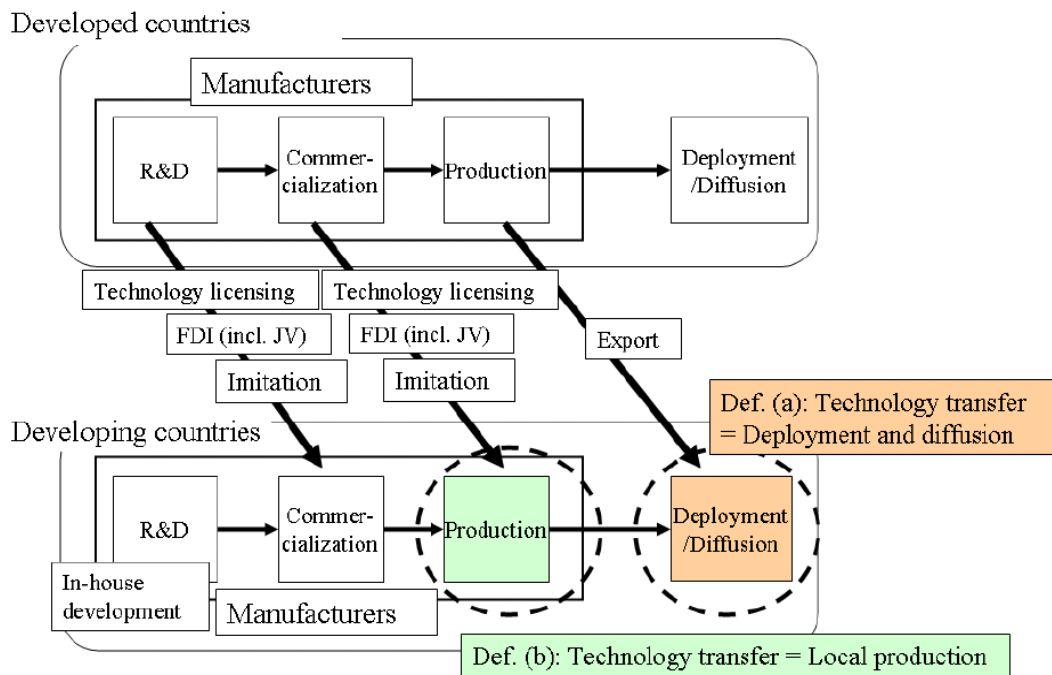 Developed countries
Manufacturers
R&D
Commer-
cialization
Production
Deployment
/Diffusion
Technology licensing
Technology licensing
FDI (incl. JV)
FDI (incl. JV)
Export
Imitation
Imitation
Def. (a): Technology transfer
= Deployment and diffusion
Developing countries
R&D
Commer-
cialization
Production
Deployment
/Diffusion
In-house
development
Manufacturers
Def. (b): Technology transfer = Local production